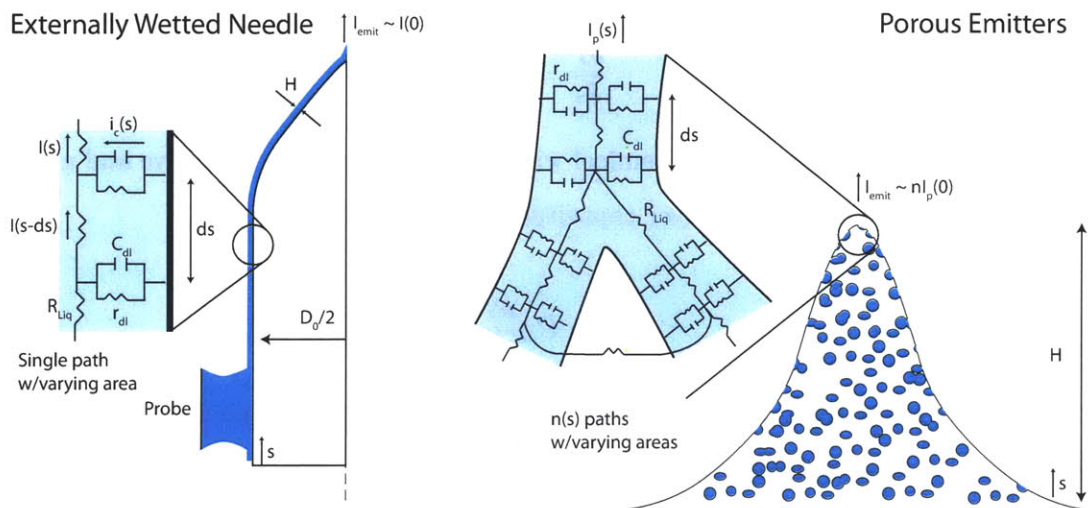 Externally Wetted Needle
I_emit ~ I(0)
H
i_c(s)
I(s)
I(s-ds)
ds
C_dl
R_Liq
r_dl
Single path
w/varying area
D_0/2
Probe
s
Porous Emitters
I_p(s)
r_dl
ds
C_dl
I_emit ~ nI_p(0)
R_Liq
H
n(s) paths
w/varying areas
s